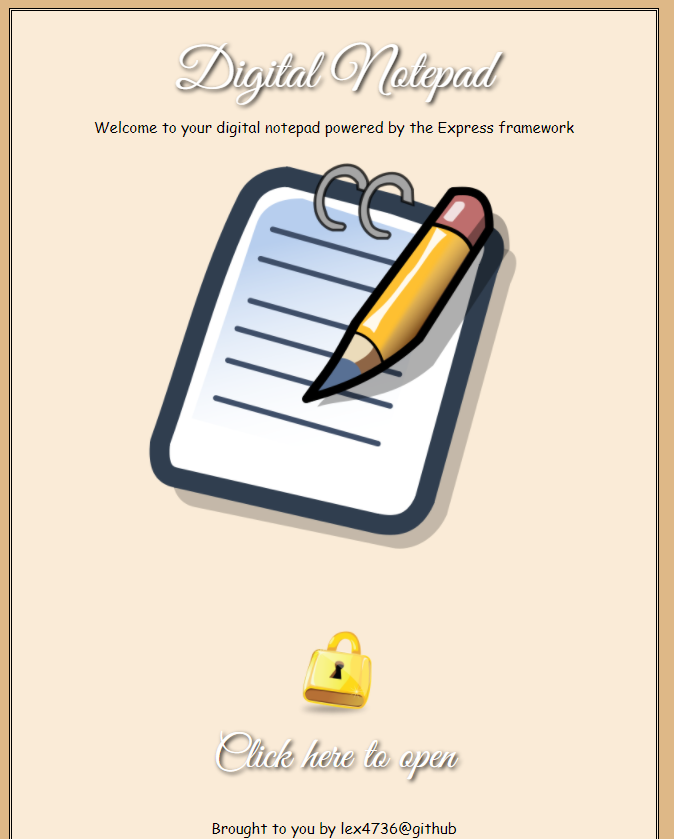 Digital Notepad
Welcome to your digital notepad powered by the Express framework
Click here to open
Brought to you by lex4736@github